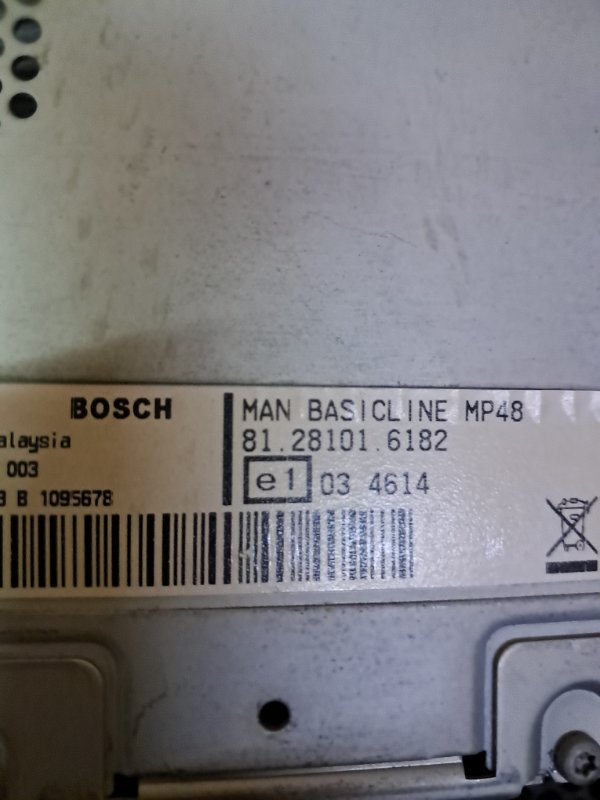 BOSCH
alaysia
003
B 1095678
MAN BASICLINE MP48
81.28101.6182
e1 03 4614